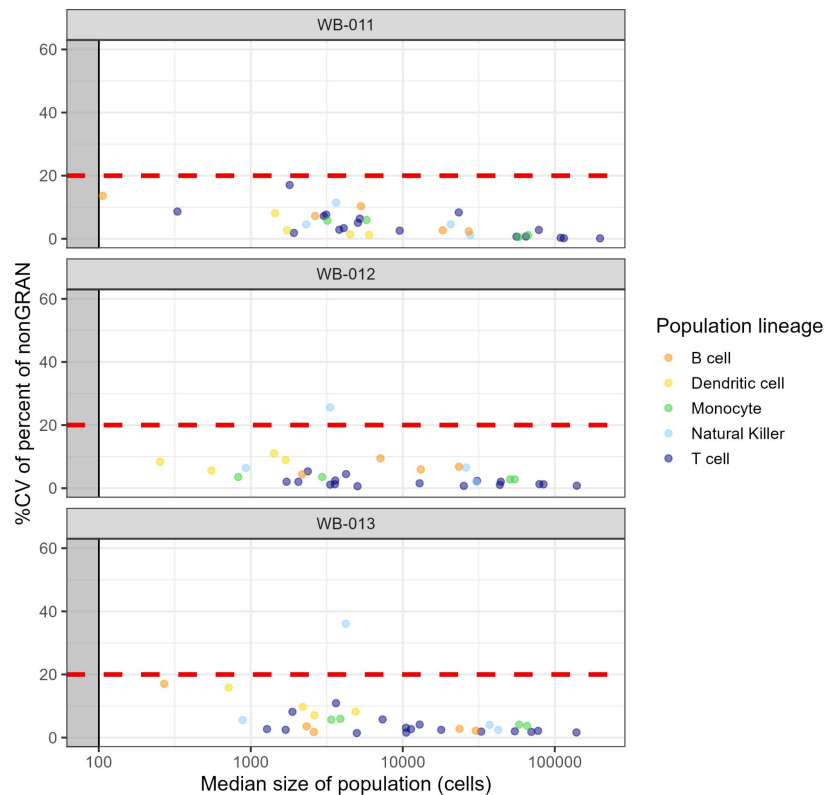 WB-011
60
40
20
0
WB-012
60
40
20
0
WB-013
60
40
20
0
100
1000
10000
100000
%CV of percent of nonGRAN
Median size of population (cells)
Population lineage
B cell
Dendritic cell
Monocyte
Natural Killer
T cell